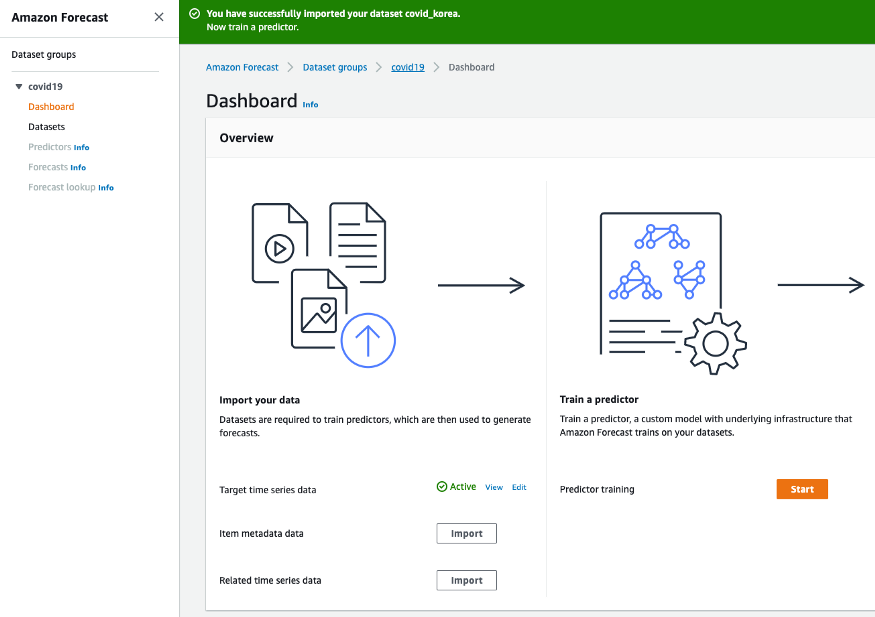 Amazon Forecast
Dataset groups
covid19
Dashboard
Datasets
Predictors Info
Forecasts Info
Forecast lookup Info
You have successfully imported your dataset covid_korea.
Now train a predictor.
Amazon Forecast
Dataset groups
covid19
Dashboard
Dashboard Info
Overview
Import your data
Datasets are required to train predictors, which are then used to generate
forecasts.
Target time series data
Active View Edit
Item metadata data
Import
Related time series data
Import
Train a predictor
Train a predictor, a custom model with underlying infrastructure that
Amazon Forecast trains on your datasets.
Predictor training
Start